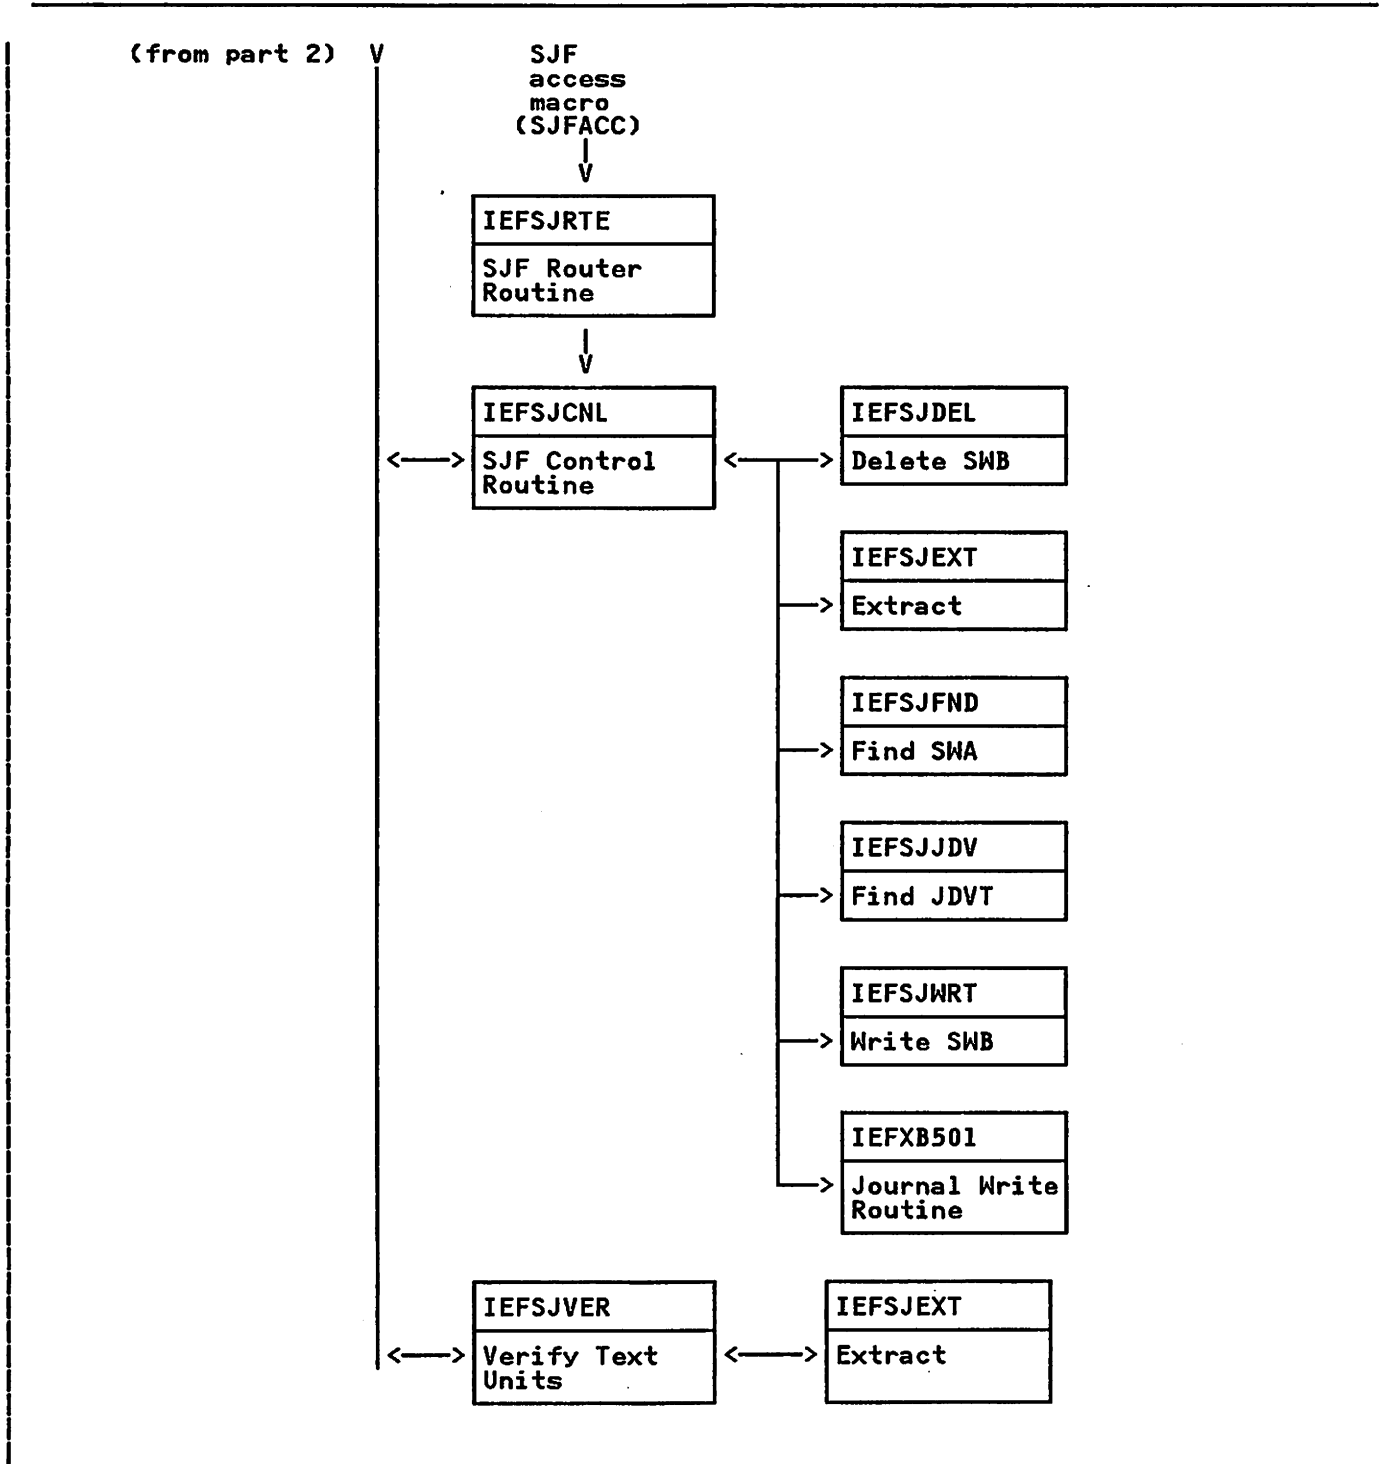 (from part 2) V
SJF
access
macro
(SJFACC)
V
IEFSJRTE
SJF Router
Routine
V
IEFSJCNL
SJF Control
Routine
IEFSJDEL
Delete SWB
IEFSJEXT
Extract
IEFSJFND
Find SWA
IEFSJJDV
Find JDVT
IEFSJWRT
Write SWB
IEFXB501
Journal Write
Routine
IEFSJVER
Verify Text
Units
IEFSJEXT
Extract